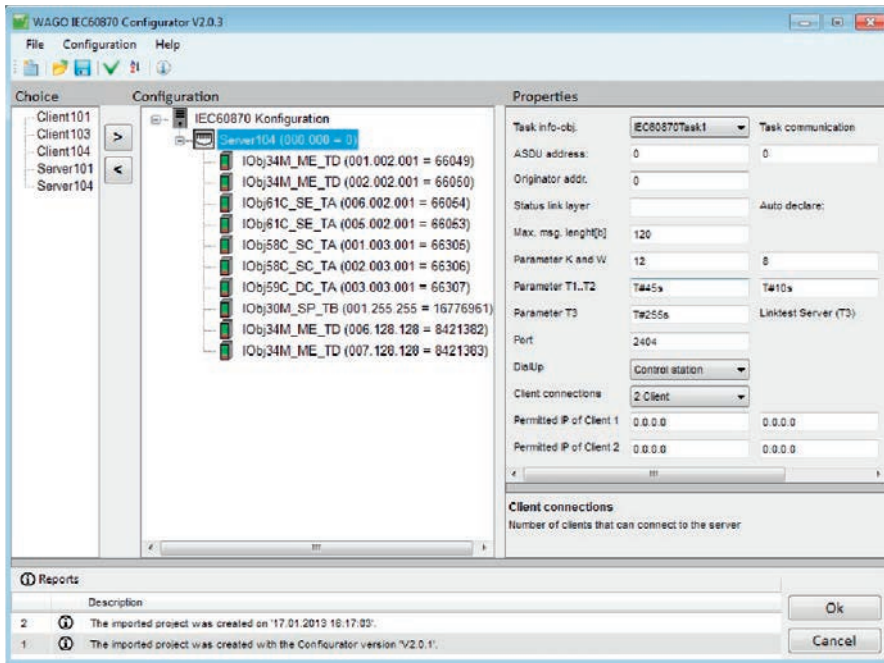 WAGO IEC60870 Configurator V2.0.3
File Configuration Help
Choice
Client101
Client103
Client104
Server101
Server104
>
<
Configuration
IEC60870 Konfiguration
Server104 (000.000 = 0)
IObj34M_ME_TD (001.002.001 = 66049)
IObj34M_ME_TD (002.002.001 = 66050)
IObj61C_SE_TA (006.002.001 = 66054)
IObj61C_SE_TA (005.002.001 = 66053)
IObj58C_SC_TA (001.003.001 = 66305)
IObj58C_SC_TA (002.003.001 = 66306)
IObj59C_DC_TA (003.003.001 = 66307)
IObj30M_SP_TB (001.255.255 = 16776961)
IObj34M_ME_TD (006.128.128 = 8421382)
IObj34M_ME_TD (007.128.128 = 8421383)
Properties
Task info-obj. IEC60870Task1 Task communication
ASDU address: 0 0
Originator addr. 0
Status link layer Auto declare:
Max. msg. lenght[b] 120
Parameter K and W 12 8
Parameter T1..T2 T#45s T#10s
Parameter T3 T#255s Linktest Server (T3)
Port 2404
DialUp Control station
Client connections 2 Client
Permitted IP of Client 1 0.0.0.0 0.0.0.0
Permitted IP of Client 2 0.0.0.0 0.0.0.0
Client connections
Number of clients that can connect to the server
Reports
Description
2 The imported project was created on '17.01.2013 16:17:03'.
1 The imported project was created with the Configurator version 'V2.0.1'.
Ok
Cancel